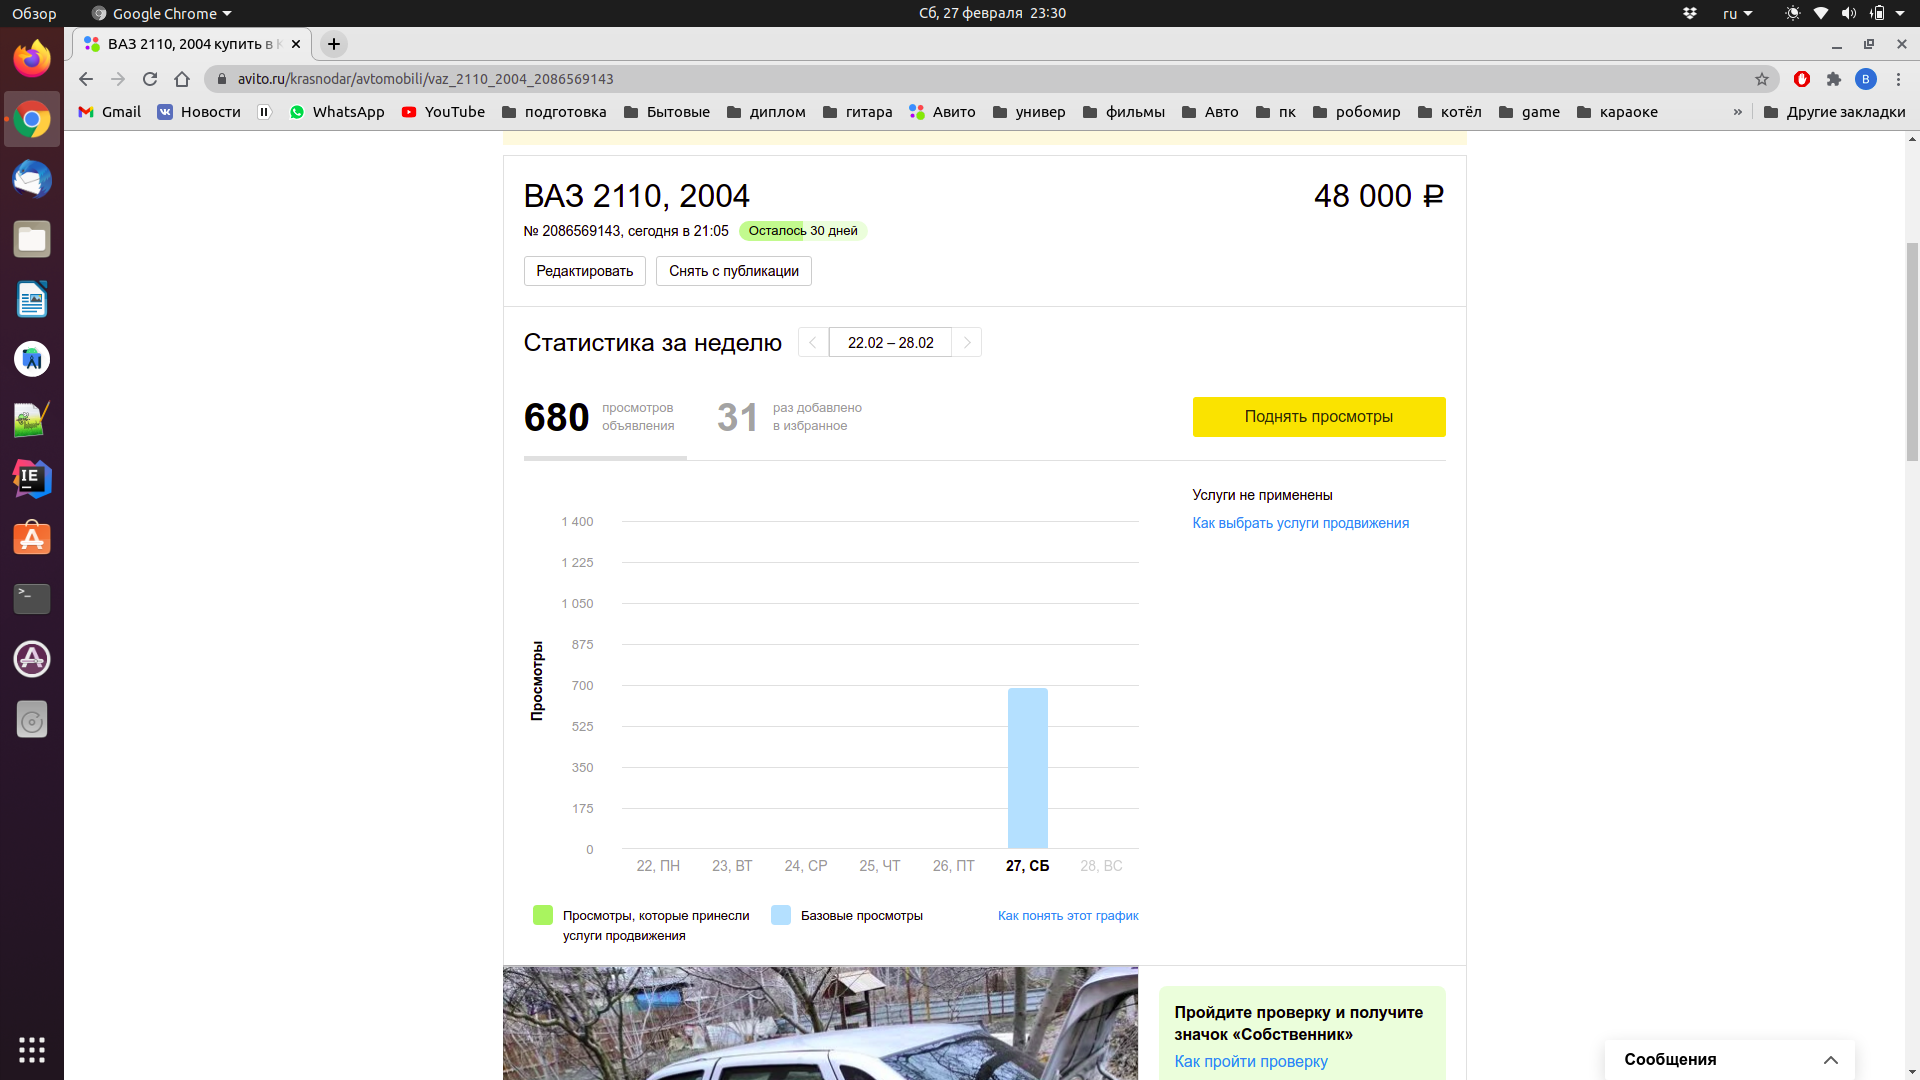 Обзор
Google Chrome
Сб, 27 февраля 23:30
ru
ВАЗ 2110, 2004 купить в
avito.ru/krasnodar/avtomobili/vaz_2110_2004_2086569143
B
Gmail
Новости
WhatsApp
YouTube
подготовка
Бытовые
диплом
гитара
Авито
универ
фильмы
Авто
пк
робомир
котёл
game
караоке
»
Другие закладки
ВАЗ 2110, 2004
48 000 ₽
№ 2086569143, сегодня в 21:05
Осталось 30 дней
Редактировать
Снять с публикации
Статистика за неделю
22.02 – 28.02
680
просмотров
объявления
31
раз добавлено
в избранное
Поднять просмотры
Услуги не применены
Как выбрать услуги продвижения
Просмотры
1 400
1 225
1 050
875
700
525
350
175
0
22, ПН
23, ВТ
24, СР
25, ЧТ
26, ПТ
27, СБ
28, ВС
Просмотры, которые принесли
услуги продвижения
Базовые просмотры
Как понять этот график
Пройдите проверку и получите
значок «Собственник»
Как пройти проверку
Сообщения
IE
>_